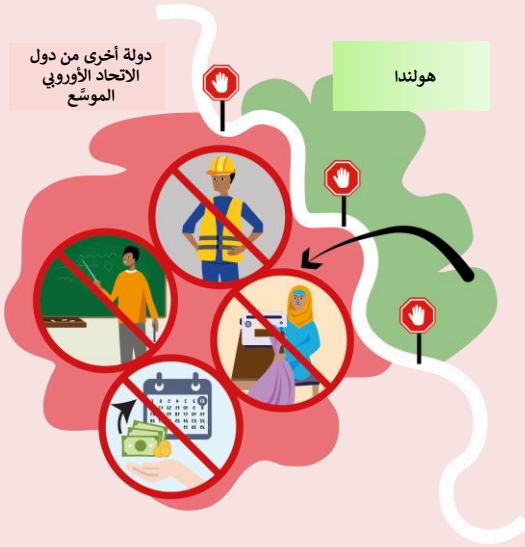 هولندا
دولة أخرى من دول
الاتحاد الأوروبي
الموسَّع